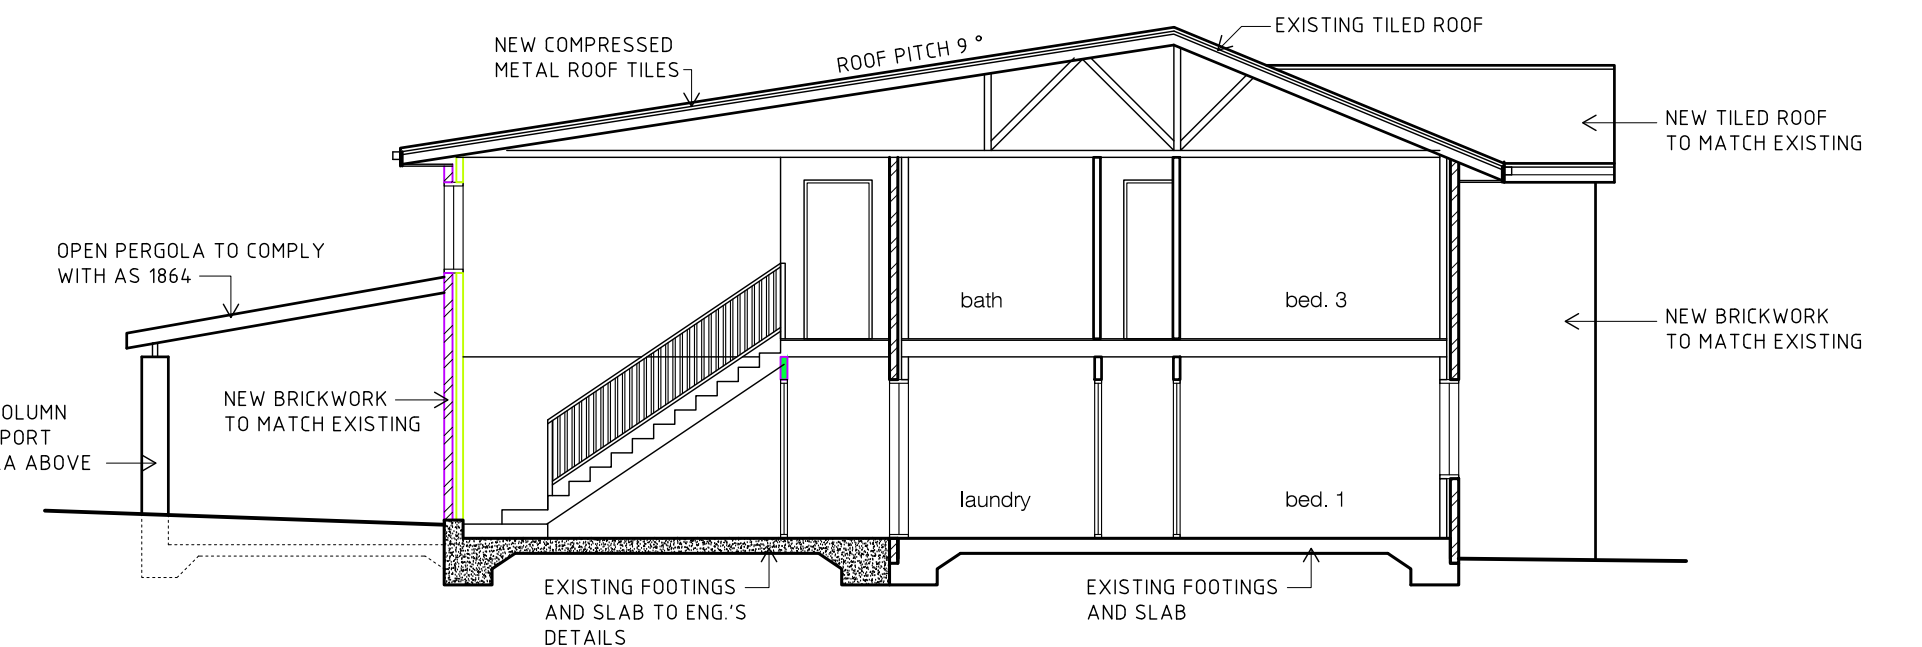 NEW COMPRESSED
METAL ROOF TILES
ROOF PITCH 9 °
EXISTING TILED ROOF
NEW TILED ROOF
TO MATCH EXISTING
OPEN PERGOLA TO COMPLY
WITH AS 1864
bath
bed. 3
NEW BRICKWORK
TO MATCH EXISTING
NEW BRICKWORK
TO MATCH EXISTING
OLUMN
PORT
A ABOVE
laundry
bed. 1
EXISTING FOOTINGS
AND SLAB TO ENG.'S
DETAILS
EXISTING FOOTINGS
AND SLAB